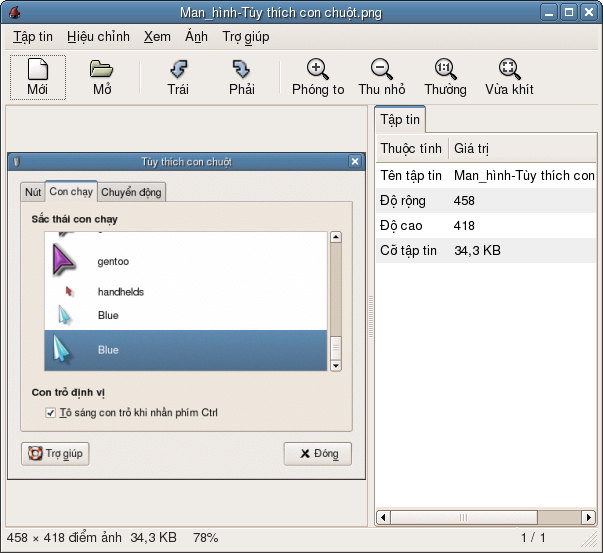 Man_hình-Tùy thích con chuột.png
Tập tin Hiệu chỉnh Xem Ảnh Trợ giúp
Mới Mở Trái Phải Phóng to Thu nhỏ Thường Vừa khít
Tập tin
Thuộc tính Giá trị
Tên tập tin Man_hình-Tùy thích con
Độ rộng 458
Độ cao 418
Cỡ tập tin 34,3 KB
Tùy thích con chuột
Nút Con chạy Chuyển động
Sắc thái con chạy
gentoo
handhelds
Blue
Blue
Con trỏ định vị
Tô sáng con trỏ khi nhấn phím Ctrl
Trợ giúp Đóng
458 × 418 điểm ảnh 34,3 KB 78% 1 / 1